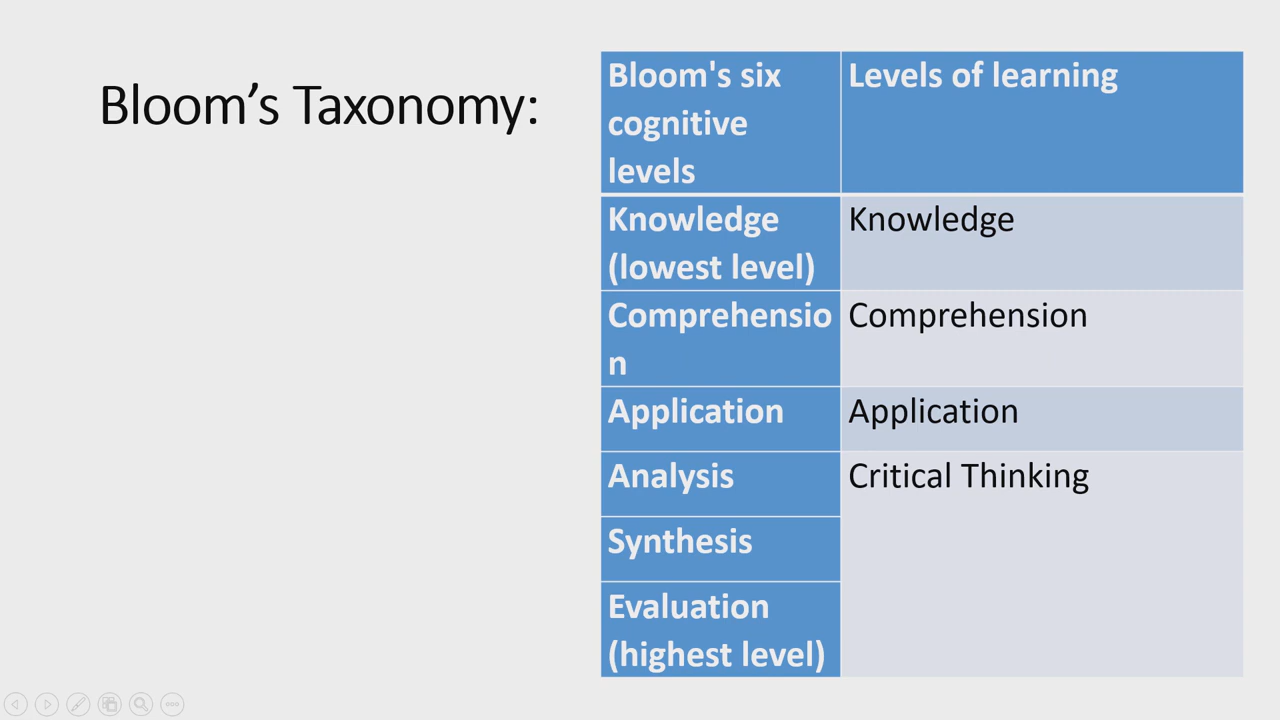 Bloom’s Taxonomy:
Bloom's six
cognitive
levels
Levels of learning
Knowledge
(lowest level)
Knowledge
Comprehensio
n
Comprehension
Application
Application
Analysis
Critical Thinking
Synthesis
Evaluation
(highest level)